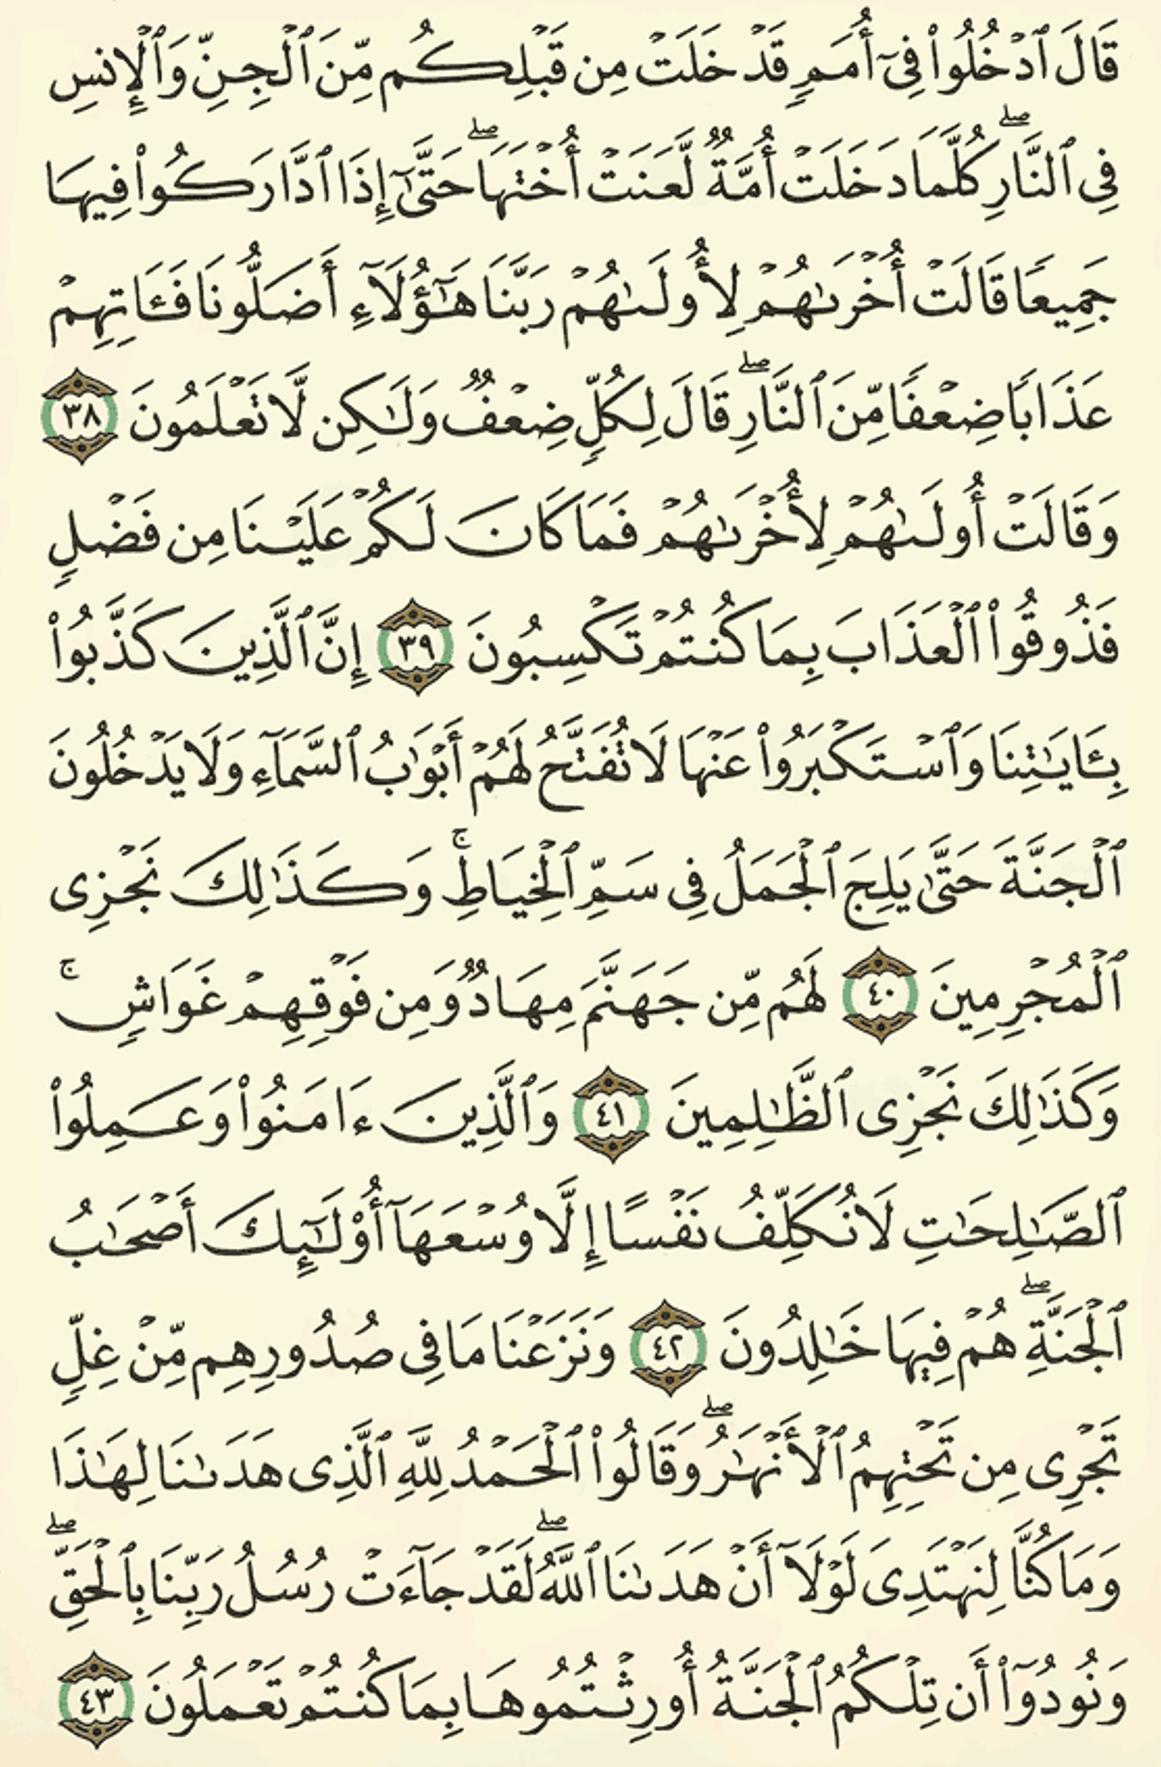 قَالَ ٱدۡخُلُواْ فِيٓ أُمَمٖ قَدۡ خَلَتۡ مِن قَبۡلِكُم مِّنَ ٱلۡجِنِّ وَٱلۡإِنسِ
فِي ٱلنَّارِۖ كُلَّمَا دَخَلَتۡ أُمَّةٞ لَّعَنَتۡ أُخۡتَهَاۖ حَتَّىٰٓ إِذَا ٱدَّارَكُواْ فِيهَا
جَمِيعٗا قَالَتۡ أُخۡرَىٰهُمۡ لِأُولَىٰهُمۡ رَبَّنَا هَٰٓؤُلَآءِ أَضَلُّونَا فَـَٔاتِهِمۡ
عَذَابٗا ضِعۡفٗا مِّنَ ٱلنَّارِۖ قَالَ لِكُلّٖ ضِعۡفٞ وَلَٰكِن لَّا تَعۡلَمُونَ ٣٨
وَقَالَتۡ أُولَىٰهُمۡ لِأُخۡرَىٰهُمۡ فَمَا كَانَ لَكُمۡ عَلَيۡنَا مِن فَضۡلٖ
فَذُوقُواْ ٱلۡعَذَابَ بِمَا كُنتُمۡ تَكۡسِبُونَ ٣٩ إِنَّ ٱلَّذِينَ كَذَّبُواْ
بِـَٔايَٰتِنَا وَٱسۡتَكۡبَرُواْ عَنۡهَا لَا تُفَتَّحُ لَهُمۡ أَبۡوَٰبُ ٱلسَّمَآءِ وَلَا يَدۡخُلُونَ
ٱلۡجَنَّةَ حَتَّىٰ يَلِجَ ٱلۡجَمَلُ فِي سَمِّ ٱلۡخِيَاطِۚ وَكَذَٰلِكَ نَجۡزِي
ٱلۡمُجۡرِمِينَ ٤٠ لَهُم مِّن جَهَنَّمَ مِهَادٞ وَمِن فَوۡقِهِمۡ غَوَاشٖۚ
وَكَذَٰلِكَ نَجۡزِي ٱلظَّٰلِمِينَ ٤١ وَٱلَّذِينَ ءَامَنُواْ وَعَمِلُواْ
ٱلصَّٰلِحَٰتِ لَا نُكَلِّفُ نَفۡسًا إِلَّا وُسۡعَهَآ أُوْلَٰٓئِكَ أَصۡحَٰبُ
ٱلۡجَنَّةِۖ هُمۡ فِيهَا خَٰلِدُونَ ٤٢ وَنَزَعۡنَا مَا فِي صُدُورِهِم مِّنۡ غِلّٖ
تَجۡرِي مِن تَحۡتِهِمُ ٱلۡأَنۡهَٰرُۖ وَقَالُواْ ٱلۡحَمۡدُ لِلَّهِ ٱلَّذِي هَدَىٰنَا لِهَٰذَا
وَمَا كُنَّا لِنَهۡتَدِيَ لَوۡلَآ أَنۡ هَدَىٰنَا ٱللَّهُۖ لَقَدۡ جَآءَتۡ رُسُلُ رَبِّنَا بِٱلۡحَقِّۖ
وَنُودُوٓاْ أَن تِلۡكُمُ ٱلۡجَنَّةُ أُورِثۡتُمُوهَا بِمَا كُنتُمۡ تَعۡمَلُونَ ٤٣